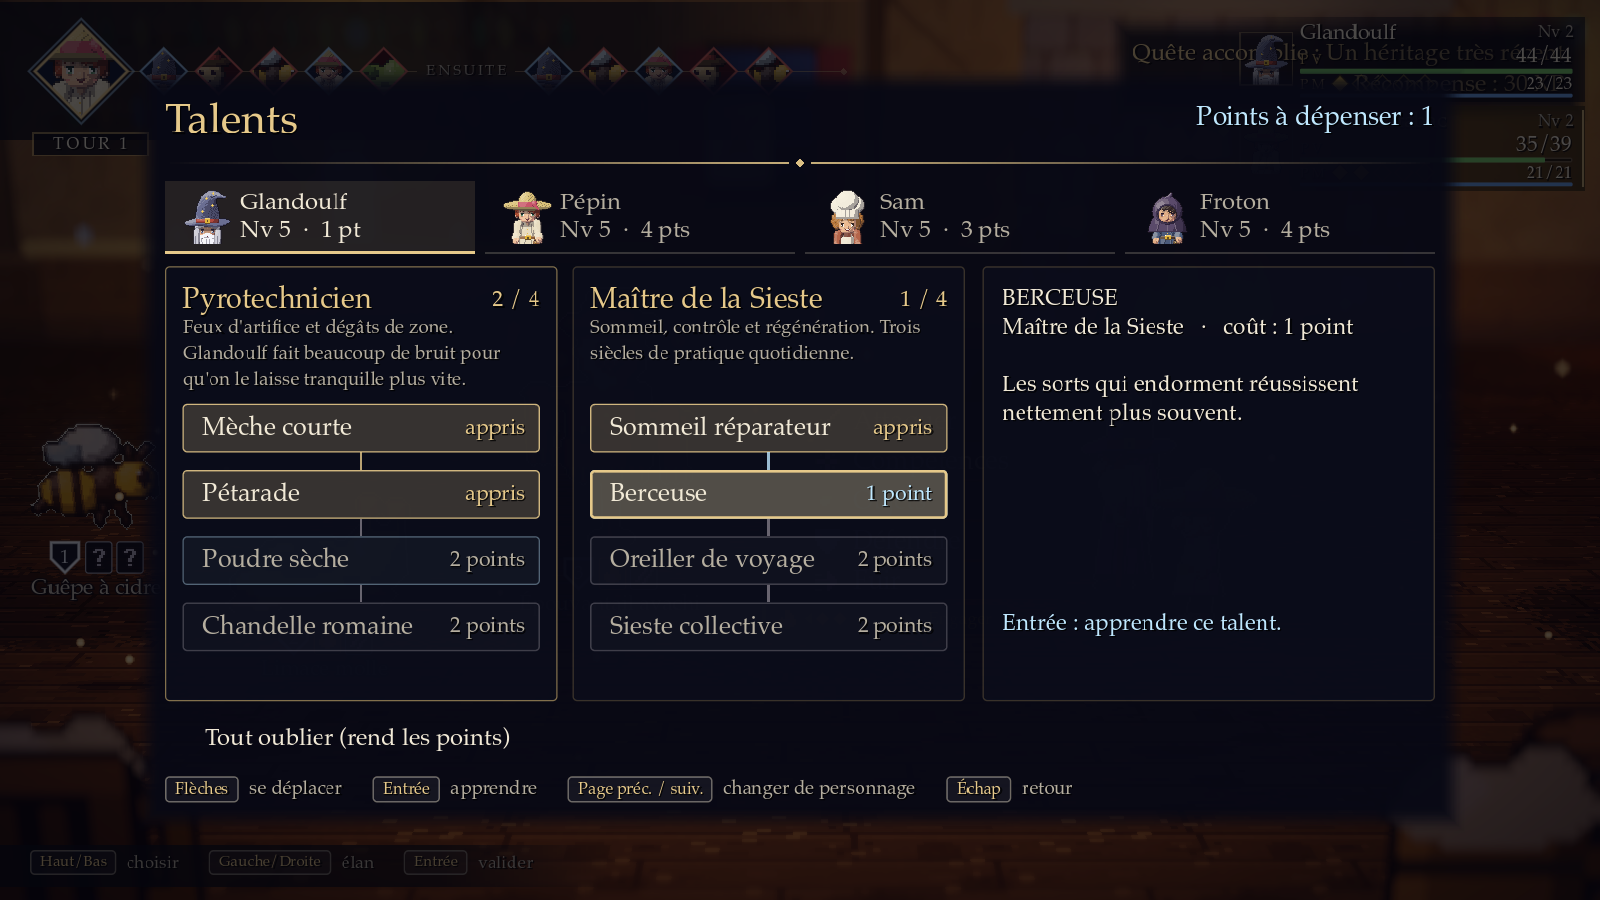 ENSUITE
TOUR 1
Quête accomplie : Un héritage très
Glandoulf
Nv 2
44/44
23/23
Nv 2
35/39
21/21
Talents
Points à dépenser : 1
Glandoulf
Nv 5 · 1 pt
Pépin
Nv 5 · 4 pts
Sam
Nv 5 · 3 pts
Froton
Nv 5 · 4 pts
Pyrotechnicien 2 / 4
Feux d'artifice et dégâts de zone.
Glandoulf fait beaucoup de bruit pour
qu'on le laisse tranquille plus vite.
Mèche courte appris
Pétarade appris
Poudre sèche 2 points
Chandelle romaine 2 points
Maître de la Sieste 1 / 4
Sommeil, contrôle et régénération. Trois
siècles de pratique quotidienne.
Sommeil réparateur appris
Berceuse 1 point
Oreiller de voyage 2 points
Sieste collective 2 points
BERCEUSE
Maître de la Sieste · coût : 1 point
Les sorts qui endorment réussissent
nettement plus souvent.
Entrée : apprendre ce talent.
1 ? ?
Guêpe à cidre
Tout oublier (rend les points)
Flèches se déplacer Entrée apprendre Page préc. / suiv. changer de personnage Échap retour
Haut/Bas choisir Gauche/Droite élan Entrée valider